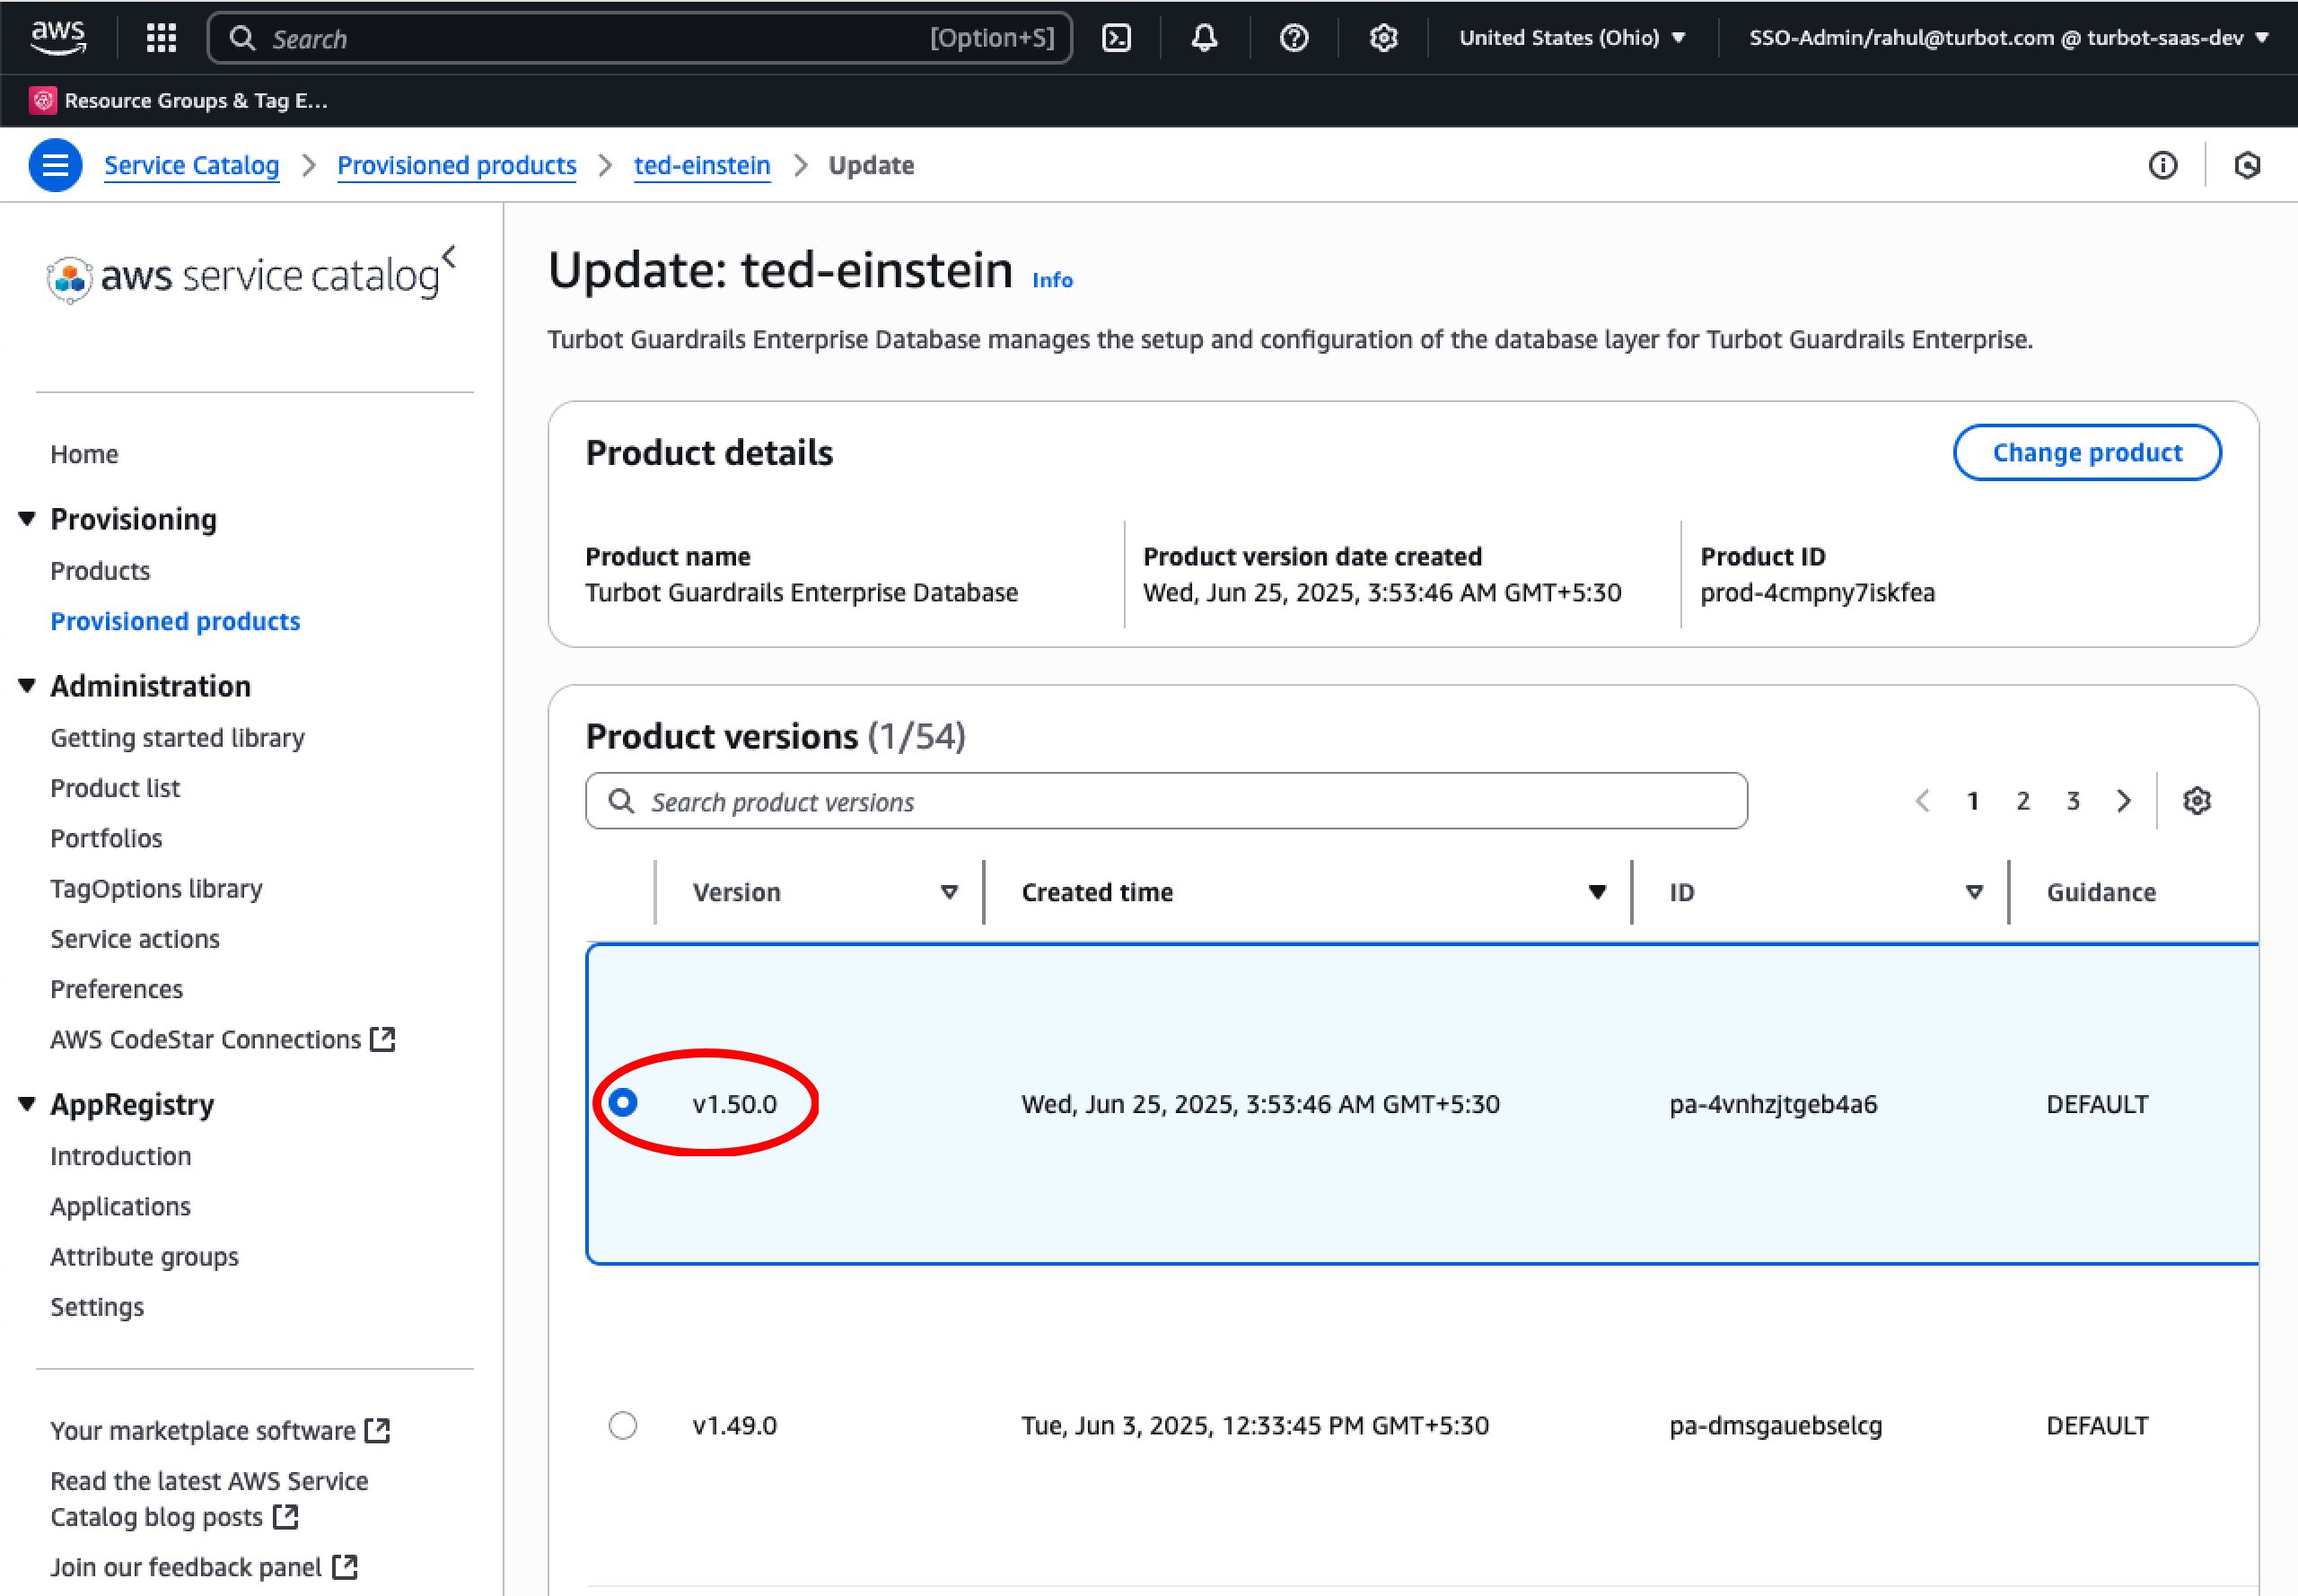 aws
Search [Option+S]
United States (Ohio)
SSO-Admin/rahul@turbot.com @ turbot-saas-dev
Resource Groups & Tag E...
Service Catalog
Provisioned products
ted-einstein
Update
aws service catalog
Home
Provisioning
Products
Provisioned products
Administration
Getting started library
Product list
Portfolios
TagOptions library
Service actions
Preferences
AWS CodeStar Connections
AppRegistry
Introduction
Applications
Attribute groups
Settings
Your marketplace software
Read the latest AWS Service
Catalog blog posts
Join our feedback panel
Update: ted-einstein Info
Turbot Guardrails Enterprise Database manages the setup and configuration of the database layer for Turbot Guardrails Enterprise.
Product details
Change product
Product name
Turbot Guardrails Enterprise Database
Product version date created
Wed, Jun 25, 2025, 3:53:46 AM GMT+5:30
Product ID
prod-4cmpny7iskfea
Product versions (1/54)
Search product versions
1 2 3
Version Created time ID Guidance
v1.50.0 Wed, Jun 25, 2025, 3:53:46 AM GMT+5:30 pa-4vnhzjtgeb4a6 DEFAULT
v1.49.0 Tue, Jun 3, 2025, 12:33:45 PM GMT+5:30 pa-dmsgauebselcg DEFAULT